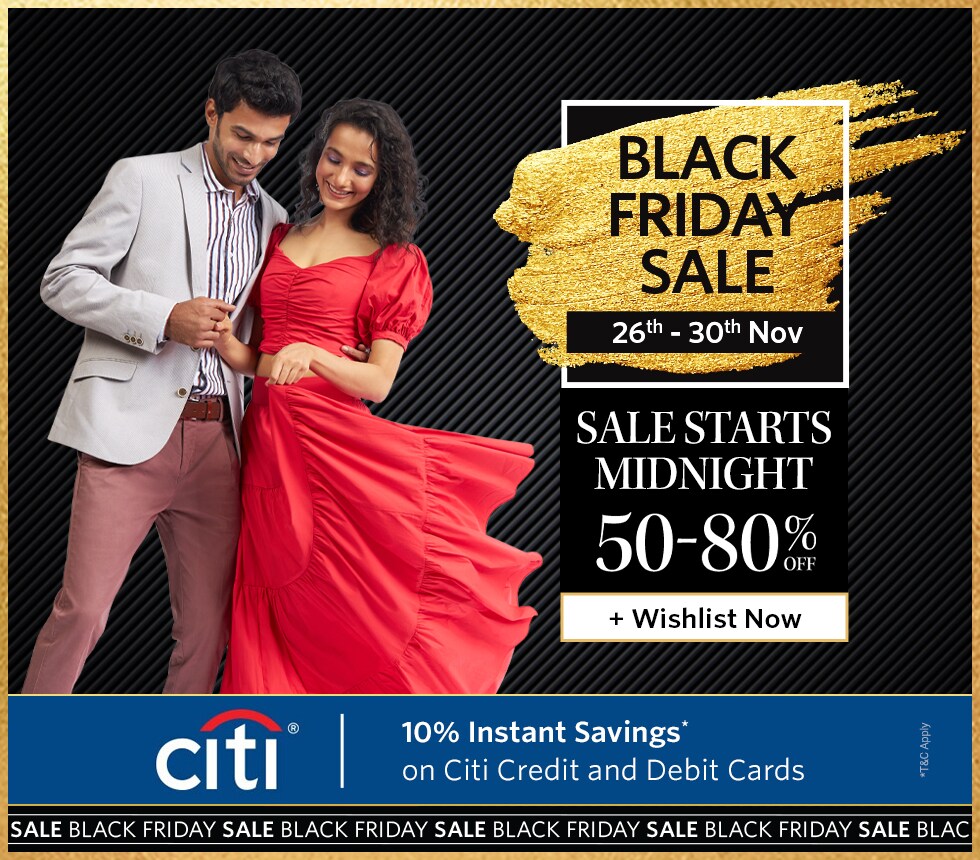 BLACK
FRIDAY
SALE
26th - 30th Nov
SALE STARTS
MIDNIGHT
50-80% OFF
+ Wishlist Now
citi®
10% Instant Savings*
on Citi Credit and Debit Cards
*T&C Apply
SALE BLACK FRIDAY SALE BLACK FRIDAY SALE BLACK FRIDAY SALE BLACK FRIDAY SALE BLAC